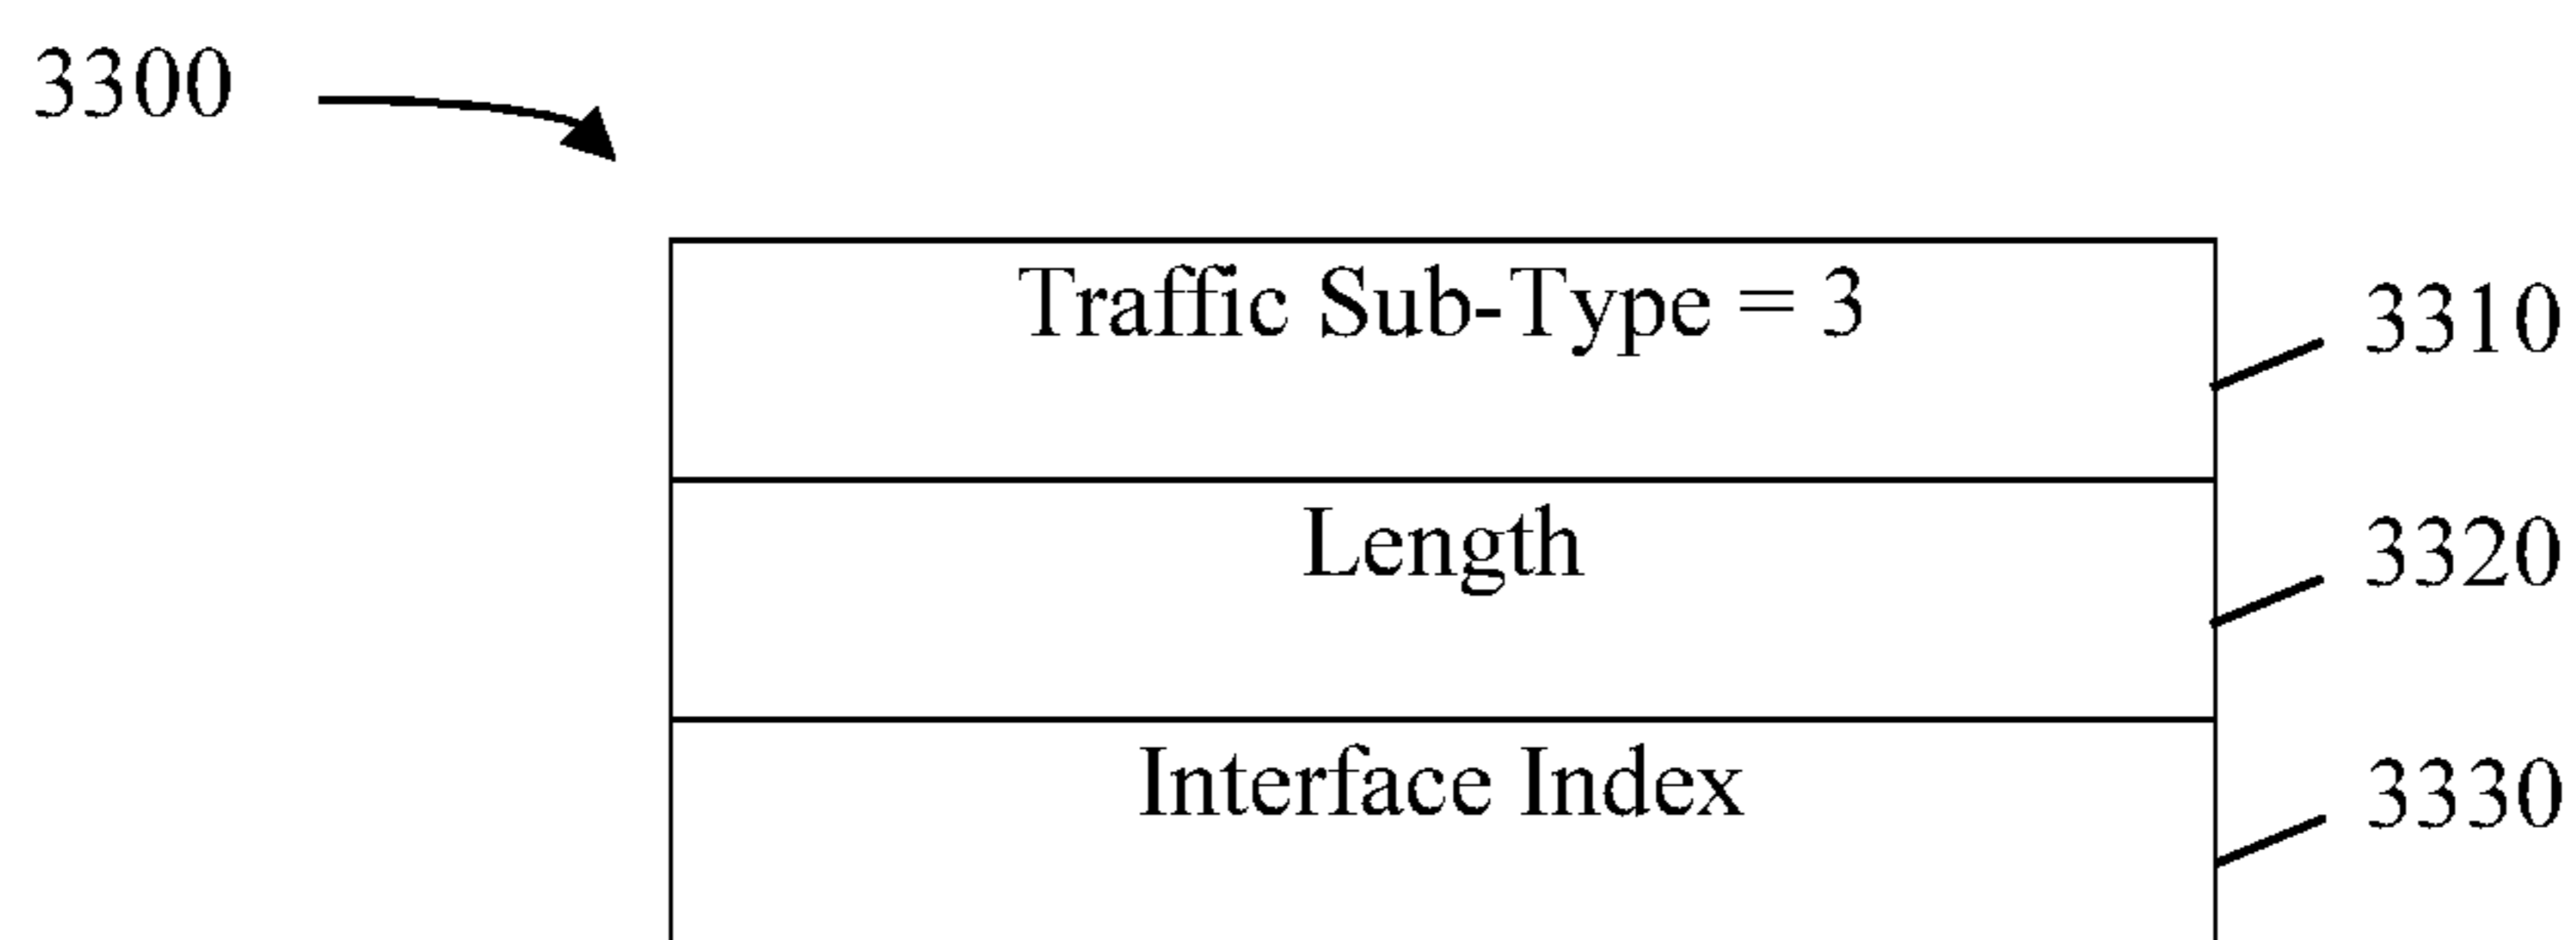 3300
Traffic Sub-Type = 3
3310
Length
3320
Interface Index
3330